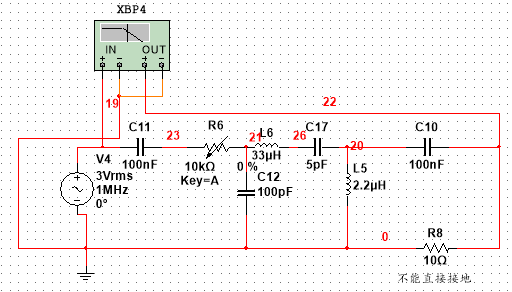 XBP4
IN OUT
19
22
C11
23
R6
21
L6
26
C17
20
C10
100nF
10kΩ
Key=A
0 %
33µH
5pF
100nF
V4
3Vrms
1MHz
0°
C12
100pF
L5
2.2µH
0
R8
10Ω
不能直接接地